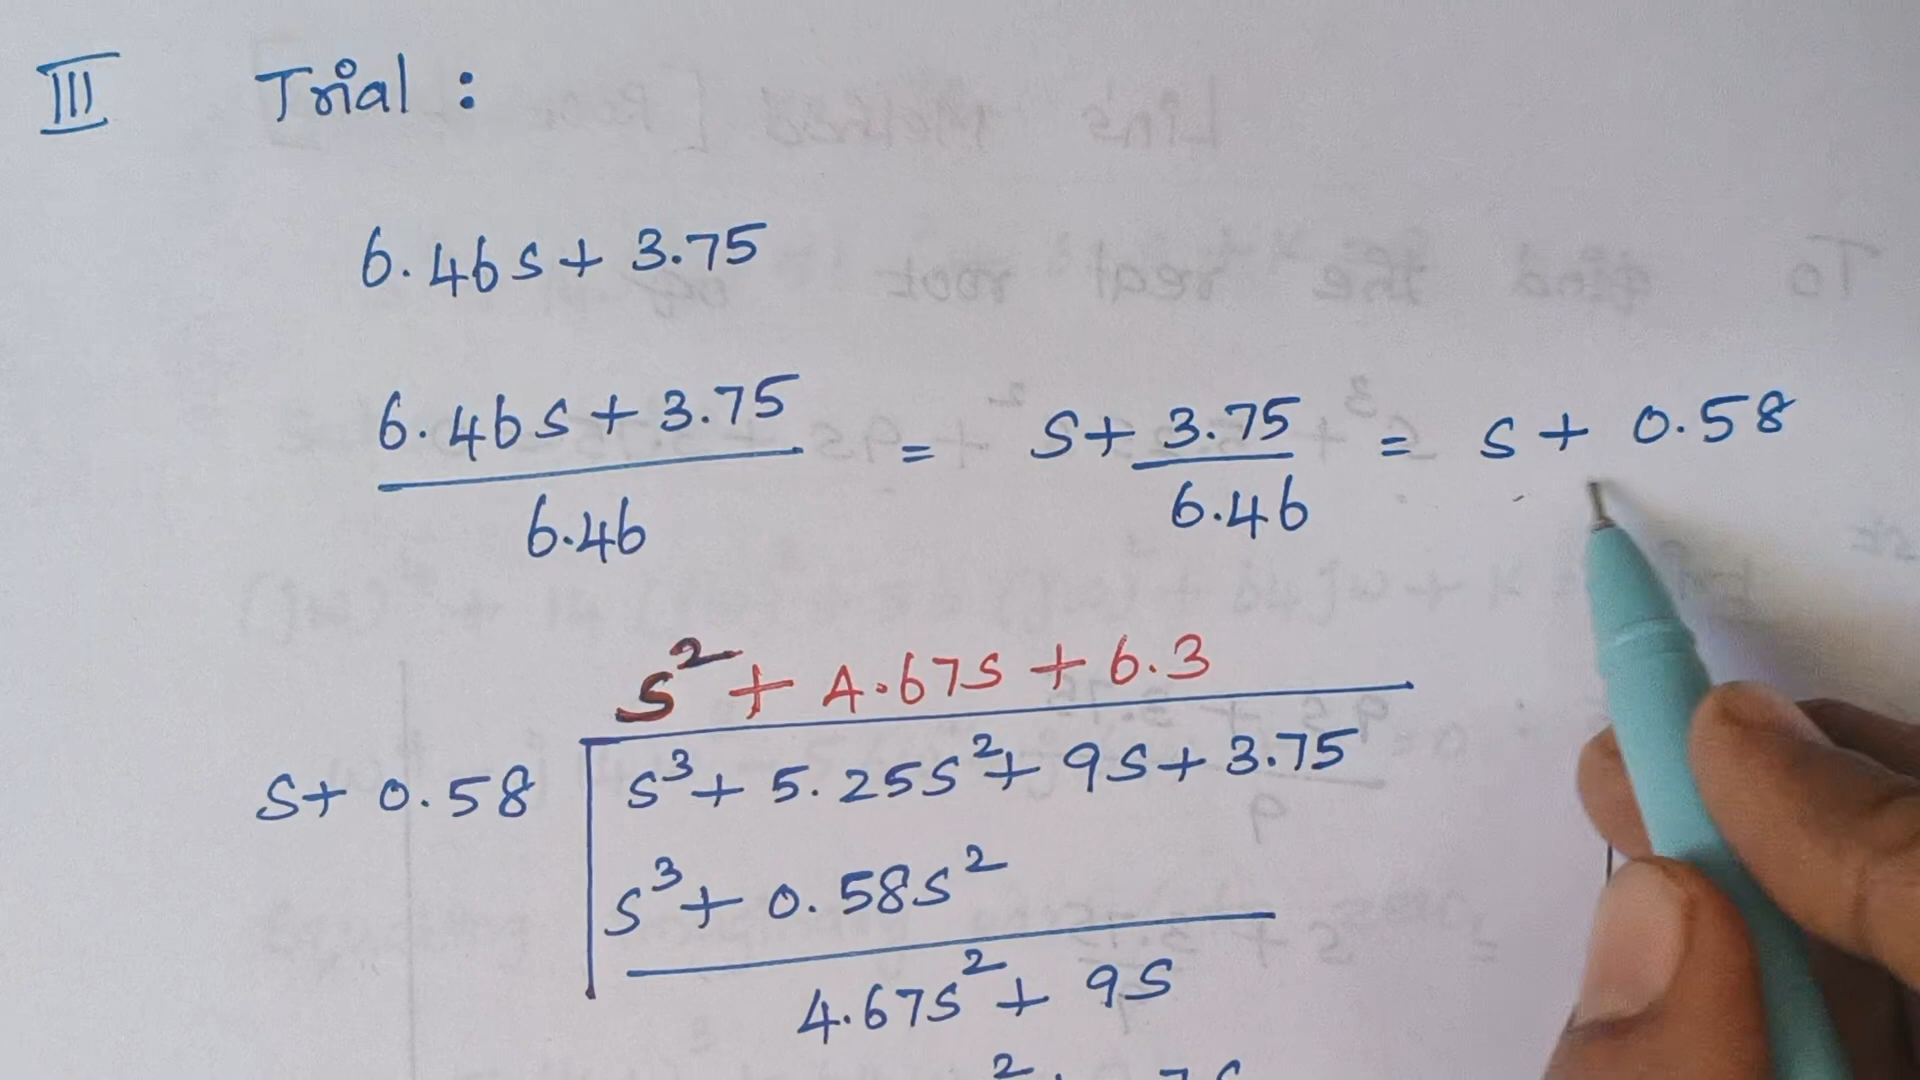 III Trial :
6.46s + 3.75
6.46s + 3.75 / 6.46 = s + 3.75 / 6.46 = s + 0.58
s² + 4.67s + 6.3
s + 0.58 s³ + 5.25s² + 9s + 3.75
s³ + 0.58s²
4.67s² + 9s